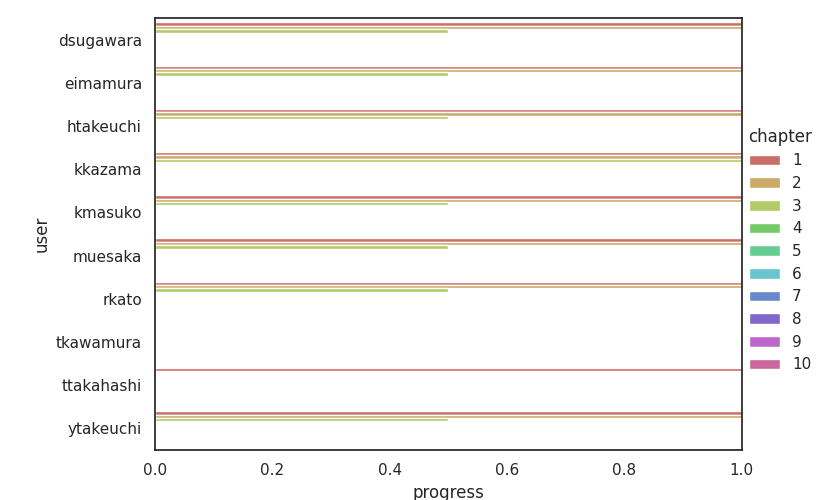 dsugawara
eimamura
htakeuchi
kkazama
kmasuko
muesaka
rkato
tkawamura
ttakahashi
ytakeuchi
user
0.0 0.2 0.4 0.6 0.8 1.0
progress
chapter
1
2
3
4
5
6
7
8
9
10